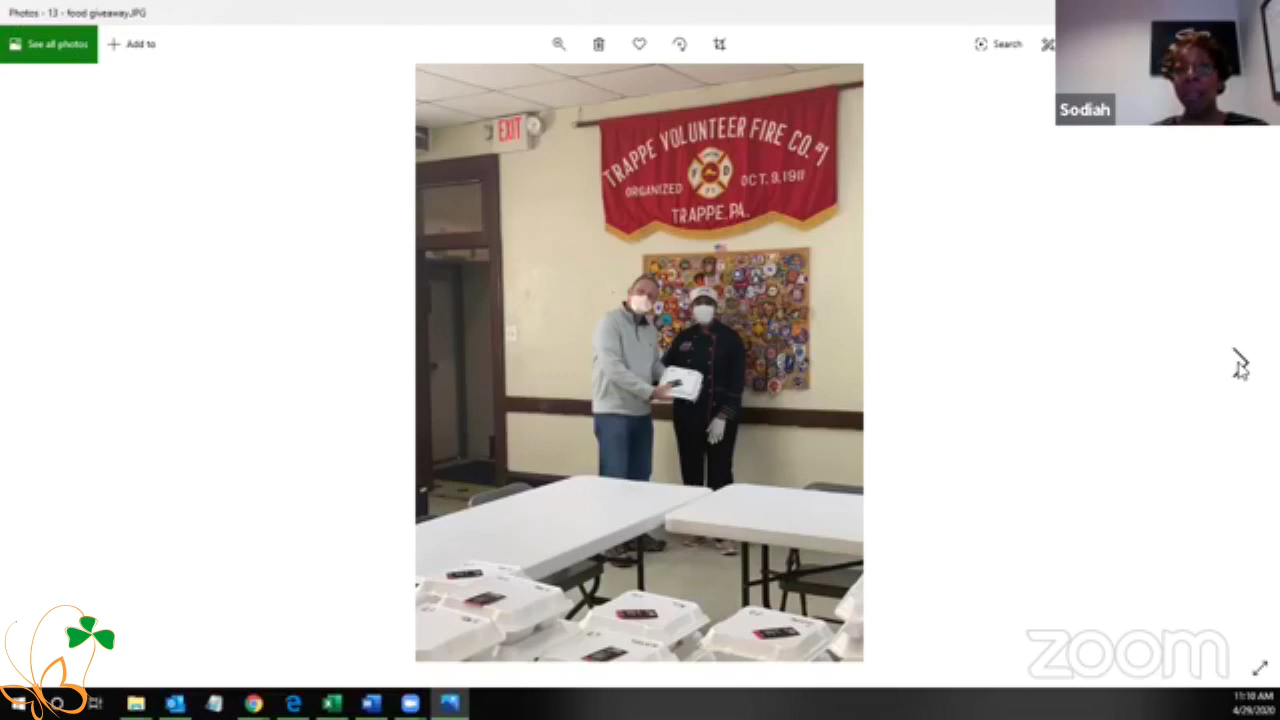 Photos - 13 - food giveaway.JPG
See all photos
Add to
Search
Sodiah
EXIT
TRAPPE VOLUNTEER FIRE CO. #1
F D
ORGANIZED OCT. 9, 1911
TRAPPE, PA.
zoom
11:10 AM
4/29/2020